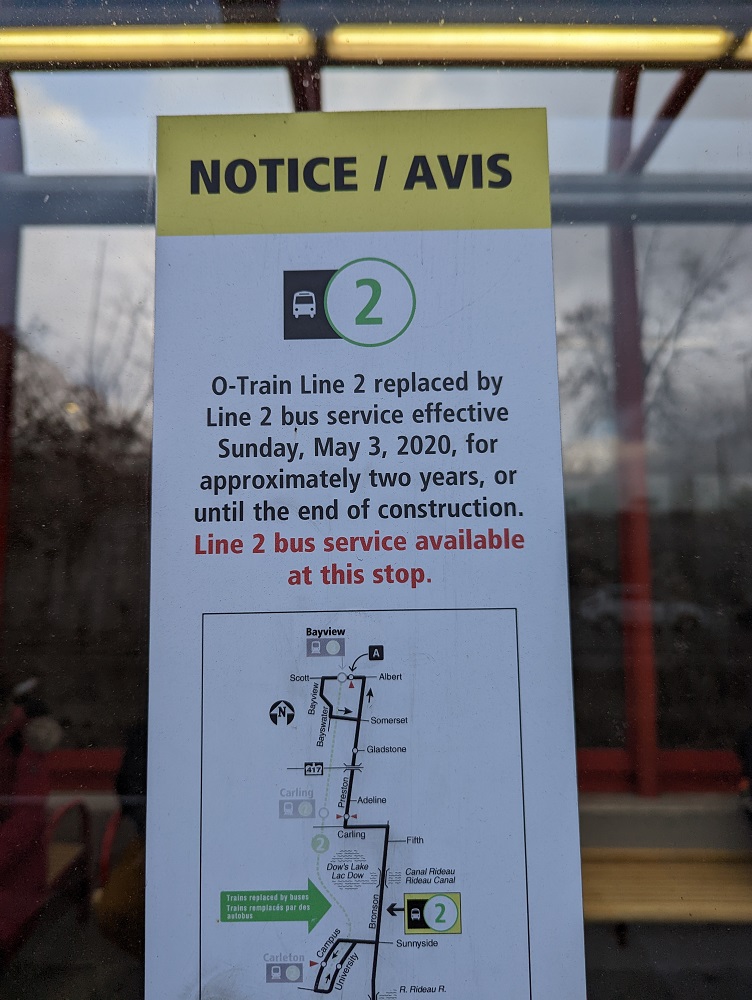 NOTICE / AVIS
2
O-Train Line 2 replaced by
Line 2 bus service effective
Sunday, May 3, 2020, for
approximately two years, or
until the end of construction.
Line 2 bus service available
at this stop.
Bayview
A
Scott
Albert
Bayview
N
Bayswater
Somerset
Gladstone
417
Carling
Preston
Adeline
Carling
2
Fifth
Dow's Lake
Lac Dow
Canal Rideau
Rideau Canal
Trains replaced by buses
Trains remplacés par des
autobus
Bronson
2
Campus
Sunnyside
Carleton
University
R. Rideau R.